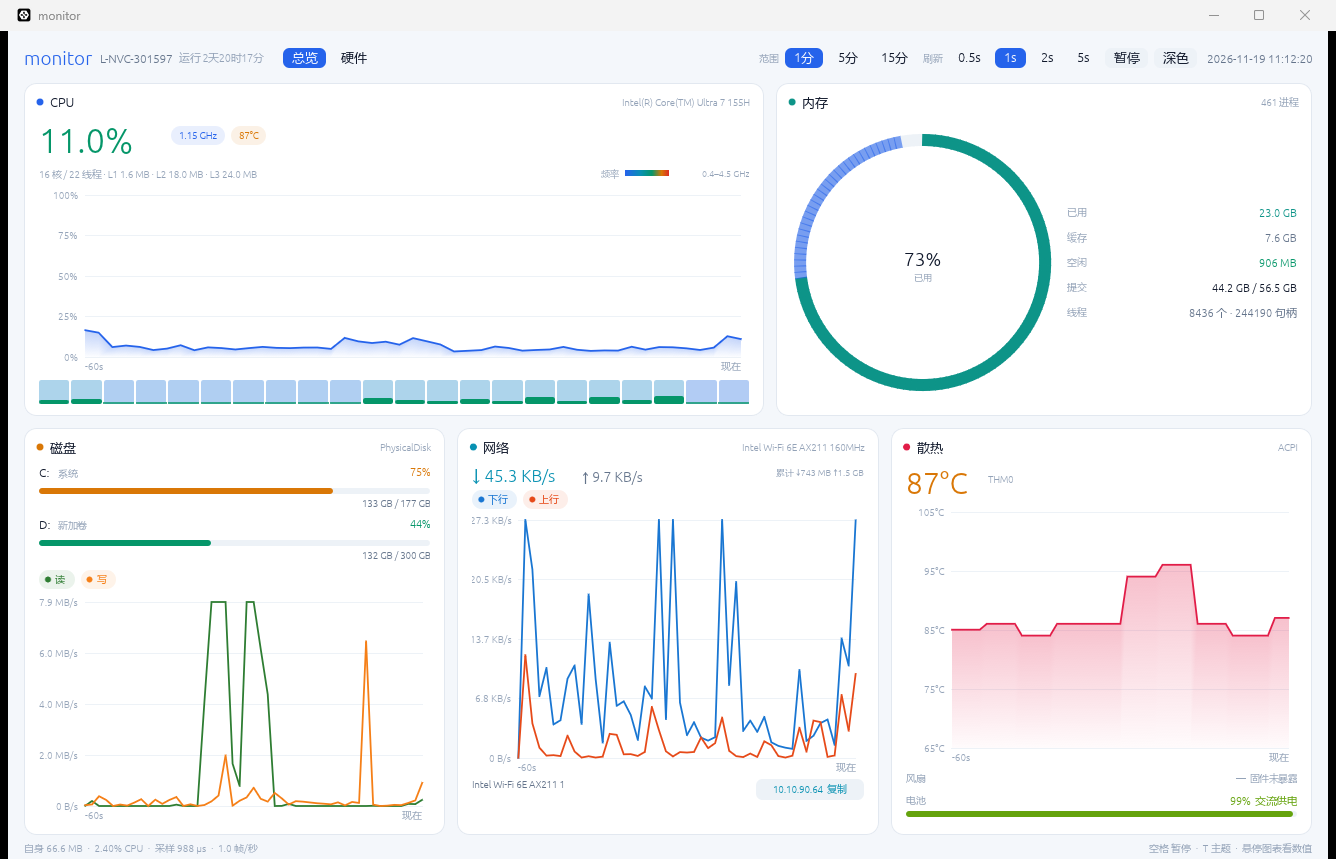 monitor
monitor L-NVC-301597 运行 2天20时17分 总览 硬件 范围 1分 5分 15分 刷新 0.5s 1s 2s 5s 暂停 深色 2026-11-19 11:12:20
CPU Intel(R) Core(TM) Ultra 7 155H
11.0% 1.15 GHz 87°C
16 核 / 22 线程 · L1 1.6 MB · L2 18.0 MB · L3 24.0 MB 频率 0.4–4.5 GHz
100%
75%
50%
25%
0%
-60s 现在
内存 461 进程
73%
已用
已用 23.0 GB
缓存 7.6 GB
空闲 906 MB
提交 44.2 GB / 56.5 GB
线程 8436 个 · 244190 句柄
磁盘 PhysicalDisk
C: 系统 75%
133 GB / 177 GB
D: 新加卷 44%
132 GB / 300 GB
读 写
7.9 MB/s
6.0 MB/s
4.0 MB/s
2.0 MB/s
0 B/s
-60s 现在
网络 Intel Wi-Fi 6E AX211 160MHz
↓ 45.3 KB/s ↑ 9.7 KB/s 累计 ↓743 MB ↑1.5 GB
下行 上行
27.3 KB/s
20.5 KB/s
13.7 KB/s
6.8 KB/s
0 B/s
-60s 现在
Intel Wi-Fi 6E AX211 1 10.10.90.64 复制
散热 ACPI
87°C THM0
105°C
95°C
85°C
75°C
65°C
-60s 现在
风扇 — 固件未暴露
电池 99% 交流供电
自身 66.6 MB · 2.40% CPU · 采样 988 µs · 1.0 帧/秒 空格 暂停 · T 主题 · 悬停图表看数值